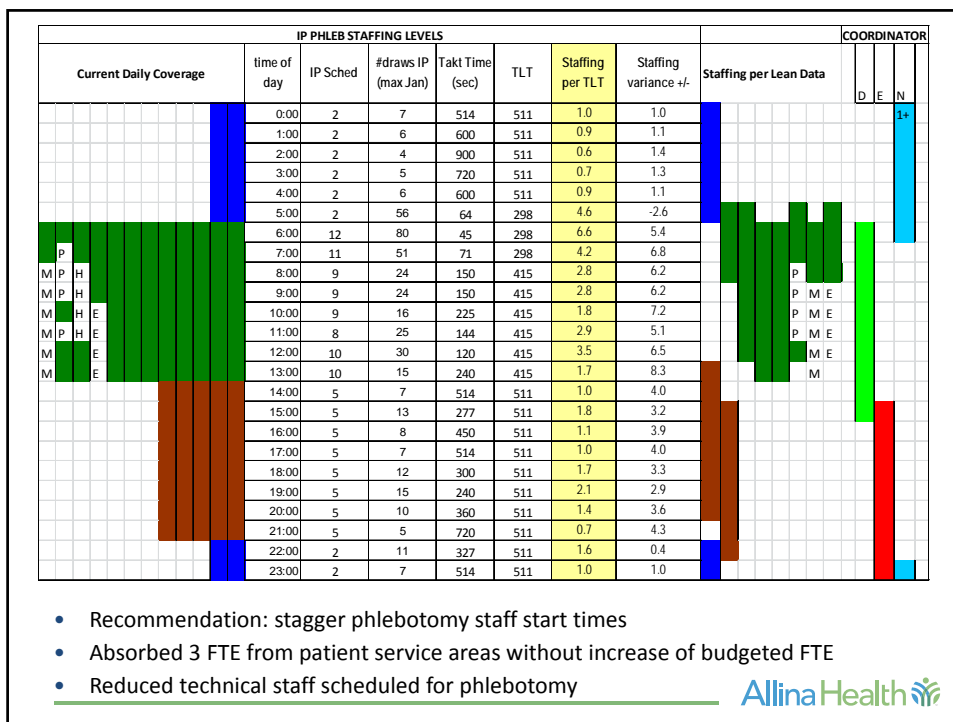 IP PHLEB STAFFING LEVELS COORDINATOR
Current Daily Coverage time of day IP Sched #draws IP (max Jan) Takt Time (sec) TLT Staffing per TLT Staffing variance +/- Staffing per Lean Data D E N
0:00 2 7 514 511 1.0 1.0 1+
1:00 2 6 600 511 0.9 1.1
2:00 2 4 900 511 0.6 1.4
3:00 2 5 720 511 0.7 1.3
4:00 2 6 600 511 0.9 1.1
5:00 2 56 64 298 4.6 -2.6
6:00 12 80 45 298 6.6 5.4
P 7:00 11 51 71 298 4.2 6.8
M P H 8:00 9 24 150 415 2.8 6.2 P
M P H 9:00 9 24 150 415 2.8 6.2 P M E
M H E 10:00 9 16 225 415 1.8 7.2 P M E
M P H E 11:00 8 25 144 415 2.9 5.1 P M E
M E 12:00 10 30 120 415 3.5 6.5 M E
M E 13:00 10 15 240 415 1.7 8.3 M
14:00 5 7 514 511 1.0 4.0
15:00 5 13 277 511 1.8 3.2
16:00 5 8 450 511 1.1 3.9
17:00 5 7 514 511 1.0 4.0
18:00 5 12 300 511 1.7 3.3
19:00 5 15 240 511 2.1 2.9
20:00 5 10 360 511 1.4 3.6
21:00 5 5 720 511 0.7 4.3
22:00 2 11 327 511 1.6 0.4
23:00 2 7 514 511 1.0 1.0
• Recommendation: stagger phlebotomy staff start times
• Absorbed 3 FTE from patient service areas without increase of budgeted FTE
• Reduced technical staff scheduled for phlebotomy
Allina Health